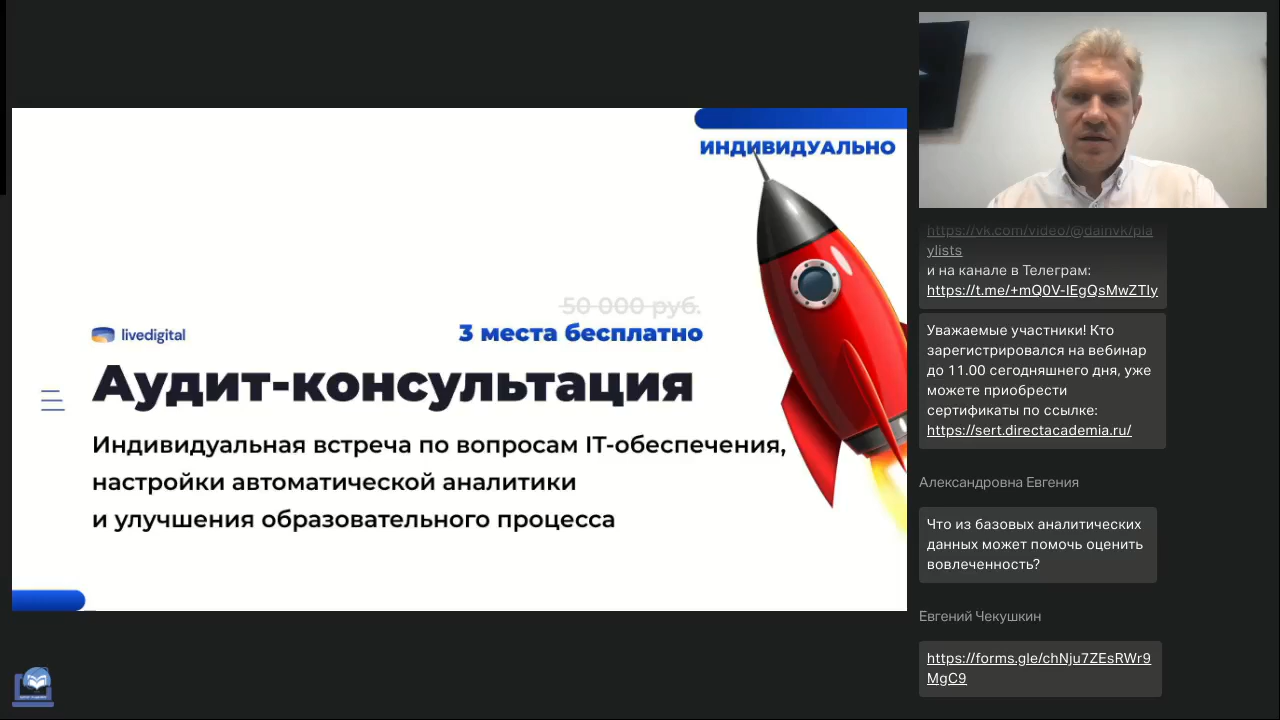 ИНДИВИДУАЛЬНО
50 000 руб.
3 места бесплатно
livedigital
Аудит-консультация
Индивидуальная встреча по вопросам IT-обеспечения,
настройки автоматической аналитики
и улучшения образовательного процесса
https://vk.com/video/@dainvk/pla
ylists
и на канале в Телеграм:
https://t.me/+mQ0V-IEgQsMwZTIy
Уважаемые участники! Кто
зарегистрировался на вебинар
до 11.00 сегодняшнего дня, уже
можете приобрести
сертификаты по ссылке:
https://sert.directacademia.ru/
Александровна Евгения
Что из базовых аналитических
данных может помочь оценить
вовлеченность?
Евгений Чекушкин
https://forms.gle/chNju7ZEsRWr9
MgC9